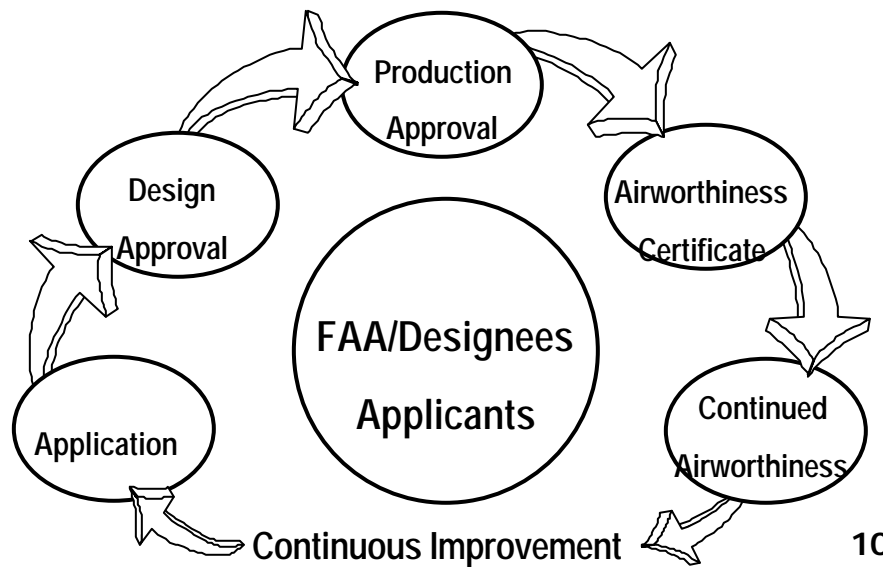 Production
Approval
Design
Approval
Airworthiness
Certificate
FAA/Designees
Applicants
Application
Continued
Airworthiness
Continuous Improvement
10